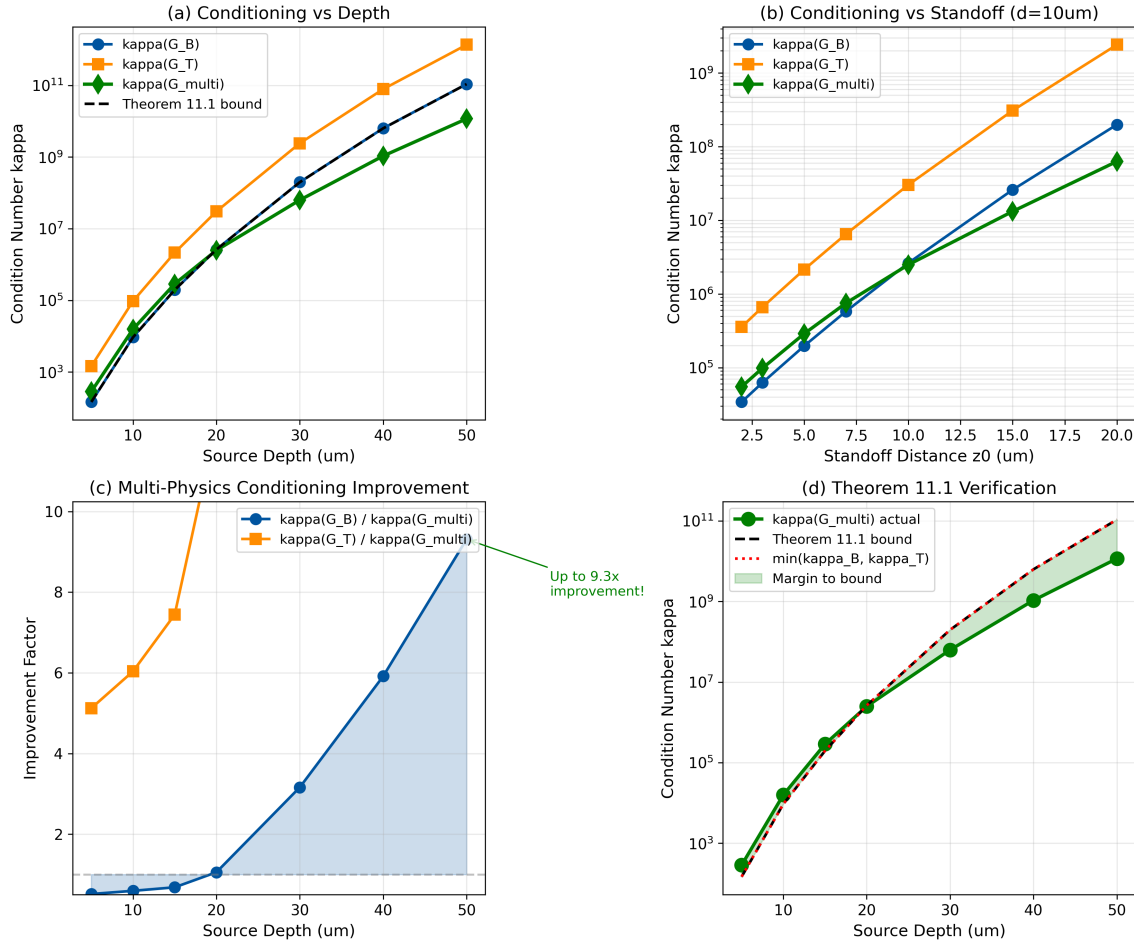 (a) Conditioning vs Depth
kappa(G_B)
kappa(G_T)
kappa(G_multi)
Theorem 11.1 bound
Condition Number kappa
10^11
10^9
10^7
10^5
10^3
10 20 30 40 50
Source Depth (um)
(b) Conditioning vs Standoff (d=10um)
kappa(G_B)
kappa(G_T)
kappa(G_multi)
Condition Number kappa
10^9
10^8
10^7
10^6
10^5
2.5 5.0 7.5 10.0 12.5 15.0 17.5 20.0
Standoff Distance z0 (um)
(c) Multi-Physics Conditioning Improvement
kappa(G_B) / kappa(G_multi)
kappa(G_T) / kappa(G_multi)
Up to 9.3x
improvement!
Improvement Factor
10
8
6
4
2
10 20 30 40 50
Source Depth (um)
(d) Theorem 11.1 Verification
kappa(G_multi) actual
Theorem 11.1 bound
min(kappa_B, kappa_T)
Margin to bound
Condition Number kappa
10^11
10^9
10^7
10^5
10^3
10 20 30 40 50
Source Depth (um)